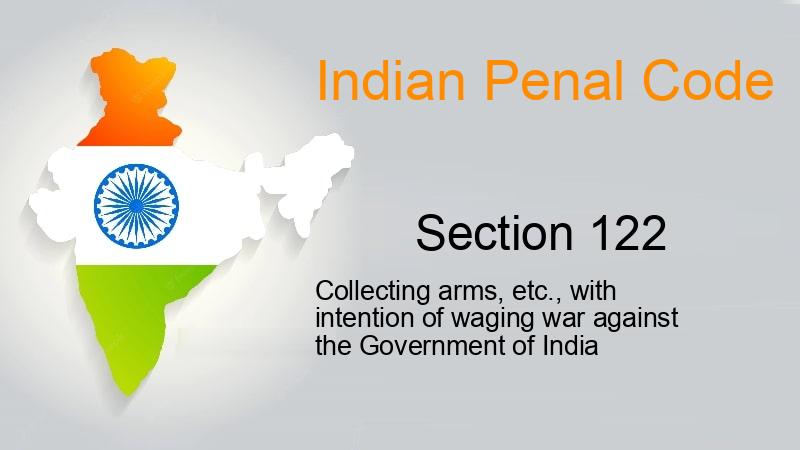 Indian Penal Code
Section 122
Collecting arms, etc., with
intention of waging war against
the Government of India